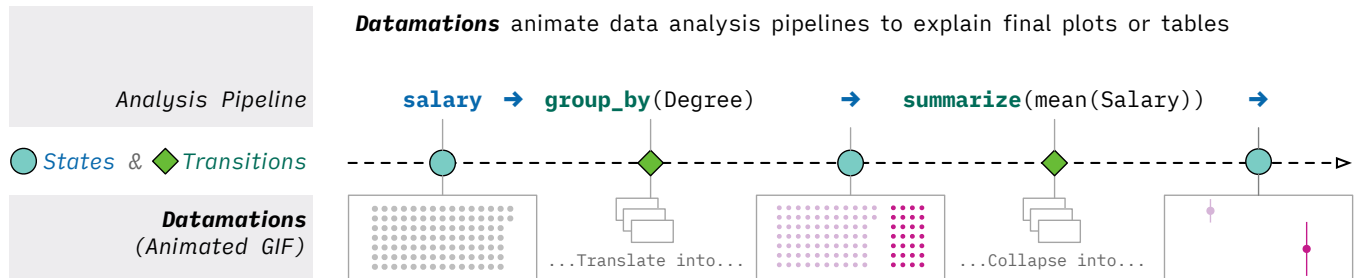 Datamations animate data analysis pipelines to explain final plots or tables
Analysis Pipeline
salary → group_by(Degree) → summarize(mean(Salary)) →
States & Transitions
Datamations
(Animated GIF)
...Translate into...
...Collapse into...